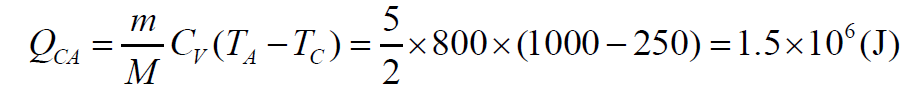 Q_{CA} = \frac{m}{M} C_V (T_A - T_C) = \frac{5}{2} \times 800 \times (1000 - 250) = 1.5 \times 10^6 (J)